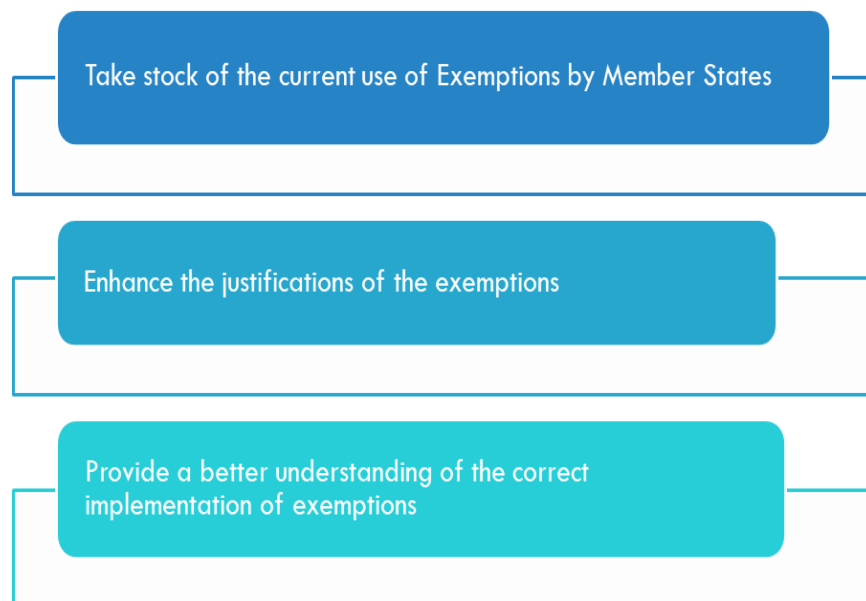 Take stock of the current use of Exemptions by Member States
Enhance the justifications of the exemptions
Provide a better understanding of the correct
implementation of exemptions